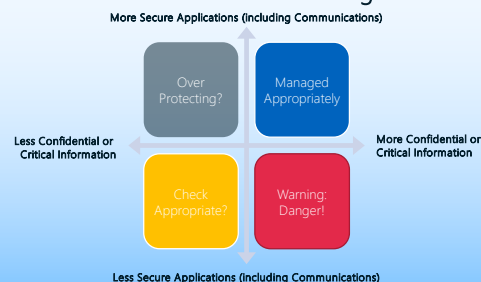 More Secure Applications (including Communications)
Over
Protecting?
Managed
Appropriately
Less Confidential or
Critical Information
More Confidential or
Critical Information
Check
Appropriate?
Warning:
Danger!
Less Secure Applications (including Communications)